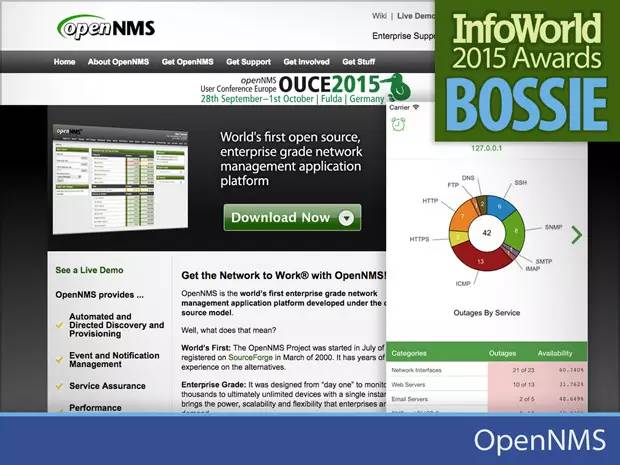 openNMS
Wiki | Live Demo
Enterprise Supp
InfoWorld
2015 Awards
BOSSIE
Home About OpenNMS Get OpenNMS Get Support Get Involved Get Stuff
openNMS
User Conference Europe
OUCE2015
28th September–1st October | Fulda | Germany
World's first open source,
enterprise grade network
management application
platform
Download Now
Carrier
127.0.0.1
DNS
FTP
SSH
HTTP
2
6
7
8
SNMP
42
HTTPS
SMTP
IMAP
13
ICMP
Outages By Service
See a Live Demo
OpenNMS provides ...
Automated and
Directed Discovery and
Provisioning
Event and Notification
Management
Service Assurance
Performance
Get the Network to Work® with OpenNMS!
OpenNMS is the world's first enterprise grade network
management application platform developed under the o
source model.
Well, what does that mean?
World's First: The OpenNMS Project was started in July of
registered on SourceForge in March of 2000. It has years of
experience on the alternatives.
Enterprise Grade: It was designed from "day one" to monito
thousands to ultimately unlimited devices with a single instan
brings the power, scalability and flexibility that enterprises an
Categories Outages Availability
Network Interfaces 21 of 23 60.740%
Web Servers 10 of 13 31.762%
Email Servers 2 of 5 48.649%
OpenNMS